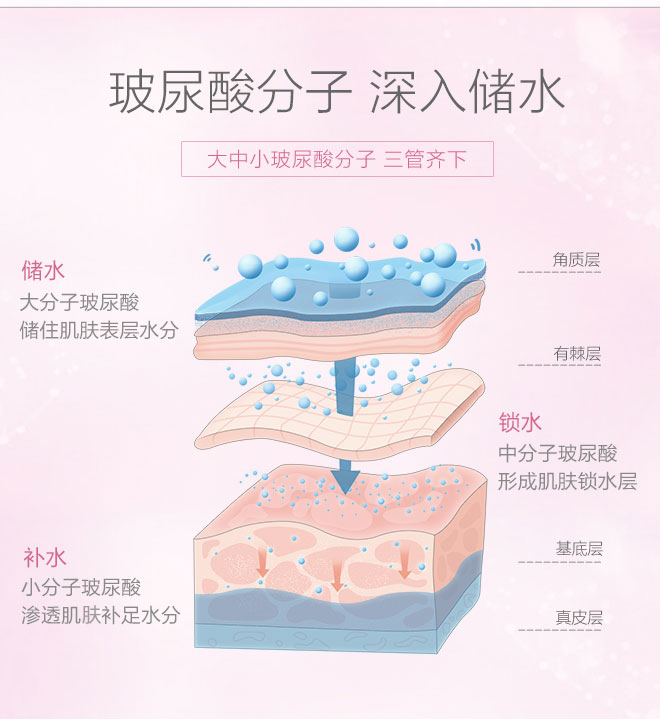 玻尿酸分子 深入储水
大中小玻尿酸分子 三管齐下
角质层
储水
大分子玻尿酸
储住肌肤表层水分
有棘层
锁水
中分子玻尿酸
形成肌肤锁水层
基底层
补水
小分子玻尿酸
渗透肌肤补足水分
真皮层